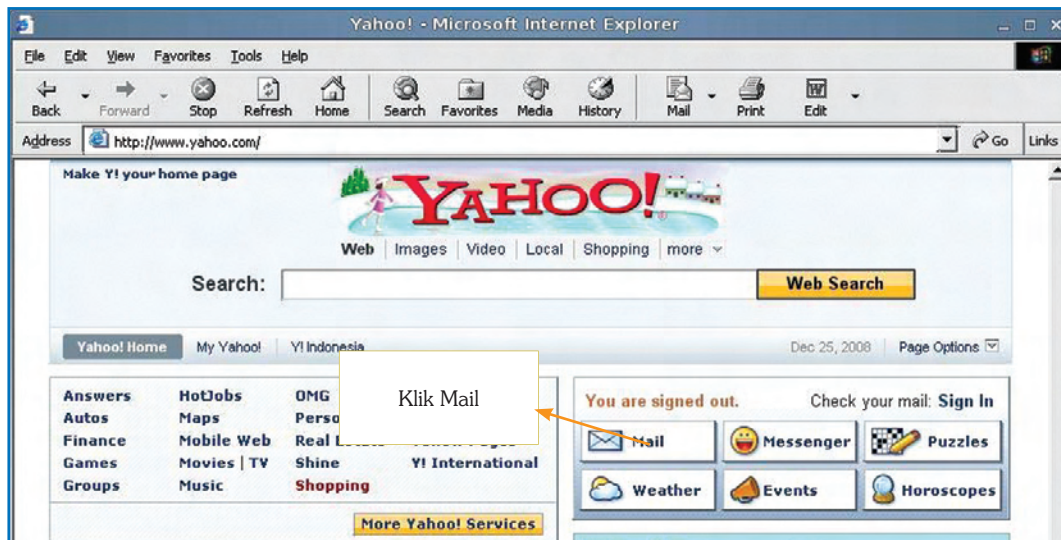 Yahoo! - Microsoft Internet Explorer
File Edit View Favorites Tools Help
Back Forward Stop Refresh Home Search Favorites Media History Mail Print Edit
Address http://www.yahoo.com/ Go Links
Make Y! your home page
YAHOO!
Web Images Video Local Shopping more
Search: Web Search
Yahoo! Home My Yahoo! Y! Indonesia Dec 25, 2008 Page Options
Klik Mail
Answers HotJobs OMG
Autos Maps
Finance Mobile Web Real
Games Movies | TV Shine Y! International
Groups Music Shopping
More Yahoo! Services
You are signed out. Check your mail: Sign In
Mail Messenger Puzzles
Weather Events Horoscopes